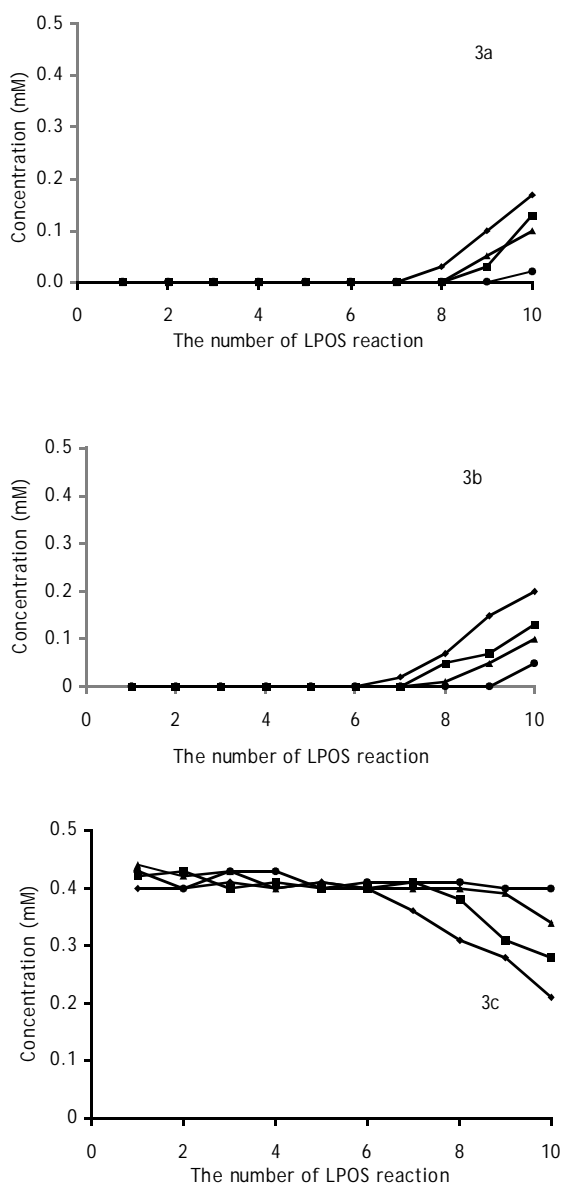 0.5
3a
0.4
0.3
0.2
0.1
0.0
Concentration (mM)
0 2 4 6 8 10
The number of LPOS reaction
0.5
3b
0.4
0.3
0.2
0.1
0
Concentration (mM)
0 2 4 6 8 10
The number of LPOS reaction
0.5
0.4
0.3
0.2
3c
0.1
0
Concentration (mM)
0 2 4 6 8 10
The number of LPOS reaction